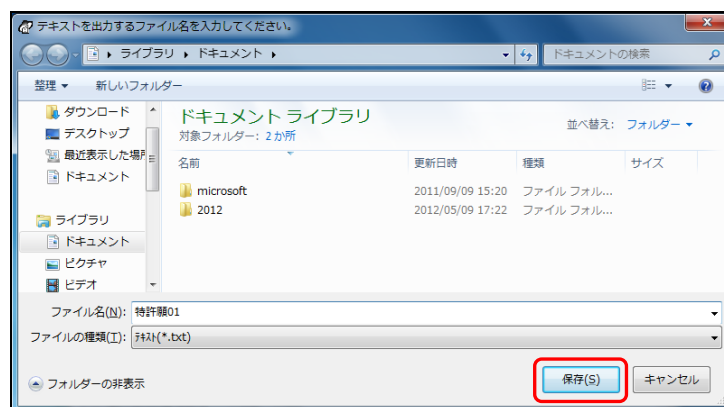 テキストを出力するファイル名を入力してください。
ライブラリ ▸ ドキュメント ▸
ドキュメントの検索
整理 ▼ 新しいフォルダー
ダウンロード
デスクトップ
最近表示した場所
ドキュメント
ライブラリ
ドキュメント
ピクチャ
ビデオ
ドキュメント ライブラリ
対象フォルダー: 2 か所
並べ替え: フォルダー ▼
名前 更新日時 種類 サイズ
microsoft 2011/09/09 15:20 ファイル フォル...
2012 2012/05/09 17:22 ファイル フォル...
ファイル名(N): 特許願01
ファイルの種類(T): ﾃｷｽﾄ(*.txt)
フォルダーの非表示
保存(S) キャンセル